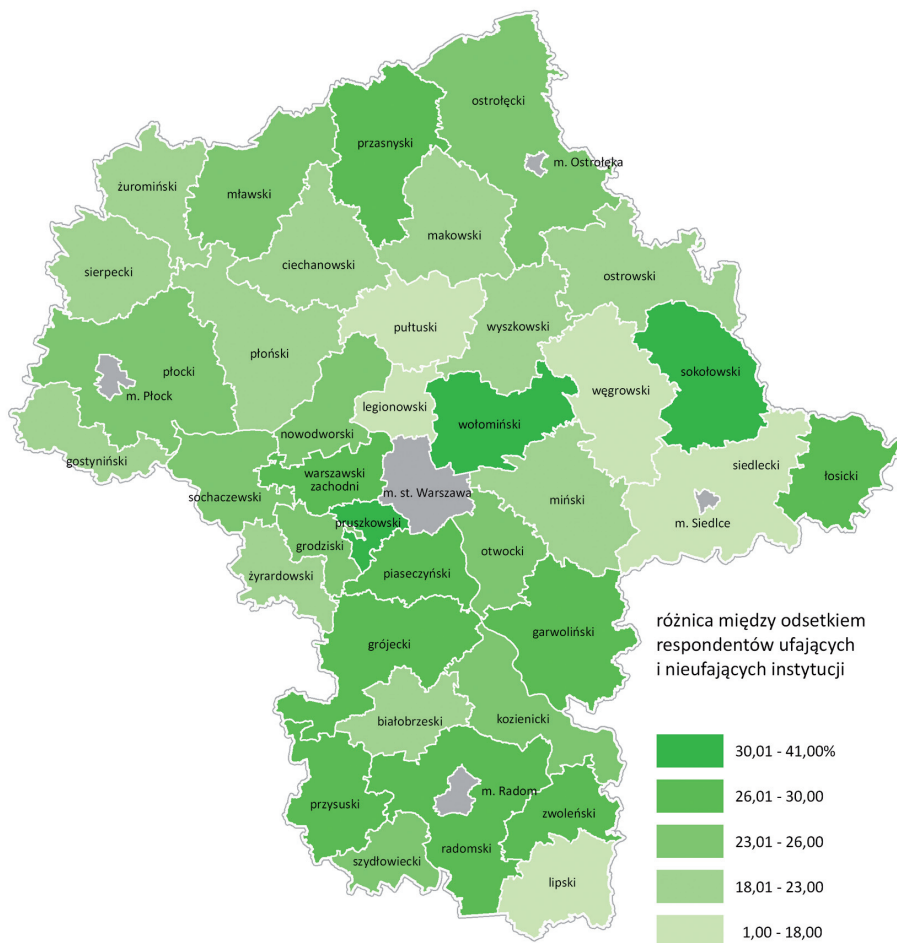 ostrołęcki
przasnyski
m. Ostrołęka
żuromiński
mławski
makowski
ciechanowski
sierpecki
ostrowski
pułtuski
wyszkowski
płoński
płocki
m. Płock
sokołowski
węgrowski
legionowski
wołomiński
nowodworski
gostyniński
siedlecki
łosicki
warszawski
zachodni
m. st. Warszawa
sochaczewski
miński
m. Siedlce
pruszkowski
grodziski
otwocki
żyrardowski
piaseczyński
garwoliński
grójecki
różnica między odsetkiem
respondentów ufających
i nieufających instytucji
białobrzeski
kozienicki
30,01 - 41,00%
26,01 - 30,00
23,01 - 26,00
18,01 - 23,00
1,00 - 18,00
m. Radom
przysuski
zwoleński
radomski
szydłowiecki
lipski